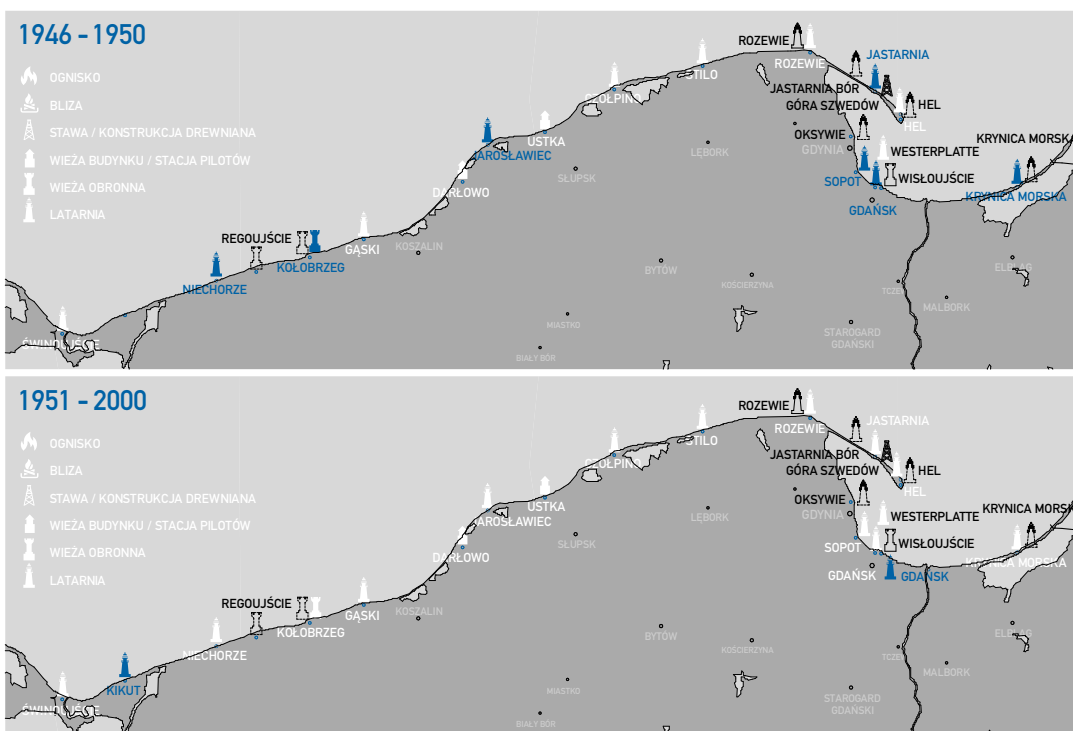 1946 - 1950
OGNISKO
BLIZA
STAWA / KONSTRUKCJA DREWNIANA
WIEŻA BUDYNKU / STACJA PILOTÓW
WIEŻA OBRONNA
LATARNIA
ROZEWIE
ROZEWIE
JASTARNIA
STILO
JASTARNIA BÓR
CZOŁPINO
GÓRA SZWEDÓW
HEL
HEL
OKSYWIE
USTKA
KRYNICA MORSKA
GDYNIA
WESTERPLATTE
LĘBORK
JAROSŁAWIEC
SŁUPSK
SOPOT
WISŁOUJŚCIE
DARŁOWO
KRYNICA MORSKA
GDAŃSK
REGOUJŚCIE
GĄSKI
KOSZALIN
KOŁOBRZEG
BYTÓW
ELBLĄG
KOŚCIERZYNA
NIECHORZE
TCZEW
MALBORK
MIASTKO
STAROGARD
GDAŃSKI
ŚWINOUJŚCIE
BIAŁY BÓR
1951 - 2000
OGNISKO
BLIZA
STAWA / KONSTRUKCJA DREWNIANA
WIEŻA BUDYNKU / STACJA PILOTÓW
WIEŻA OBRONNA
LATARNIA
ROZEWIE
ROZEWIE
JASTARNIA
STILO
JASTARNIA BÓR
CZOŁPINO
GÓRA SZWEDÓW
HEL
HEL
OKSYWIE
USTKA
KRYNICA MORSKA
GDYNIA
WESTERPLATTE
LĘBORK
JAROSŁAWIEC
SŁUPSK
SOPOT
WISŁOUJŚCIE
DARŁOWO
KRYNICA MORSKA
GDAŃSK
GDAŃSK
REGOUJŚCIE
GĄSKI
KOSZALIN
KOŁOBRZEG
BYTÓW
ELBLĄG
KOŚCIERZYNA
NIECHORZE
TCZEW
MALBORK
KIKUT
MIASTKO
STAROGARD
GDAŃSKI
ŚWINOUJŚCIE
BIAŁY BÓR